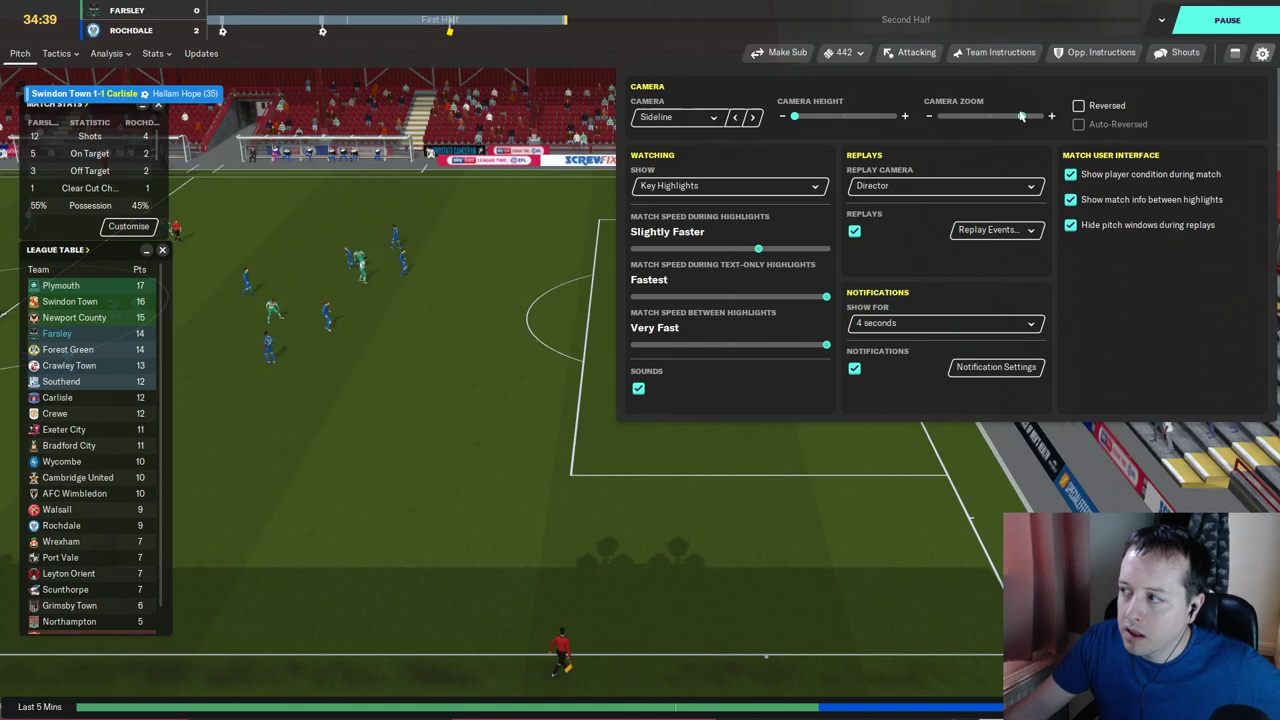 34:39
FARSLEY 0
ROCHDALE 2
First Half
Second Half
PAUSE
Pitch
Tactics
Analysis
Stats
Updates
Make Sub
442
Attacking
Team Instructions
Opp. Instructions
Shouts
Swindon Town 1-1 Carlisle Hallam Hope (35)
MATCH STATS
FARSL... STATISTIC ROCHD...
12 Shots 4
5 On Target 2
3 Off Target 2
1 Clear Cut Ch... 1
55% Possession 45%
Customise
LEAGUE TABLE
Team Pts
Plymouth 17
Swindon Town 16
Newport County 15
Farsley 14
Forest Green 14
Crawley Town 13
Southend 12
Carlisle 12
Crewe 12
Exeter City 11
Bradford City 11
Wycombe 10
Cambridge United 10
AFC Wimbledon 10
Walsall 9
Rochdale 9
Wrexham 7
Port Vale 7
Leyton Orient 7
Scunthorpe 7
Grimsby Town 6
Northampton 5
CAMERA
CAMERA
Sideline
CAMERA HEIGHT
CAMERA ZOOM
Reversed
Auto-Reversed
WATCHING
SHOW
Key Highlights
MATCH SPEED DURING HIGHLIGHTS
Slightly Faster
MATCH SPEED DURING TEXT-ONLY HIGHLIGHTS
Fastest
MATCH SPEED BETWEEN HIGHLIGHTS
Very Fast
SOUNDS
REPLAYS
REPLAY CAMERA
Director
REPLAYS
Replay Events...
NOTIFICATIONS
SHOW FOR
4 seconds
NOTIFICATIONS
Notification Settings
MATCH USER INTERFACE
Show player condition during match
Show match info between highlights
Hide pitch windows during replays
sky bet LEAGUE TWO EFL
SCREWFIX
SPECIALEFFECT
Last 5 Mins